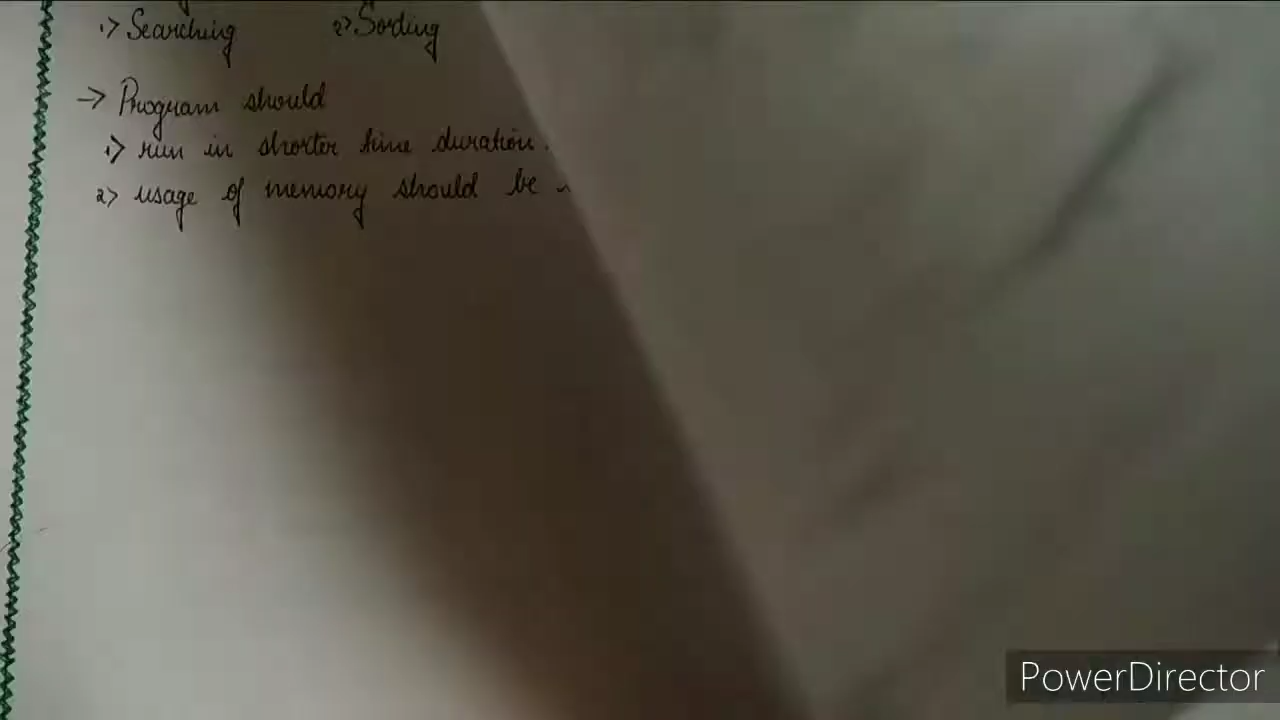 1) Searching 2) Sorting
→ Program should
1) run in shorter time duration.
2) usage of memory should be
PowerDirector